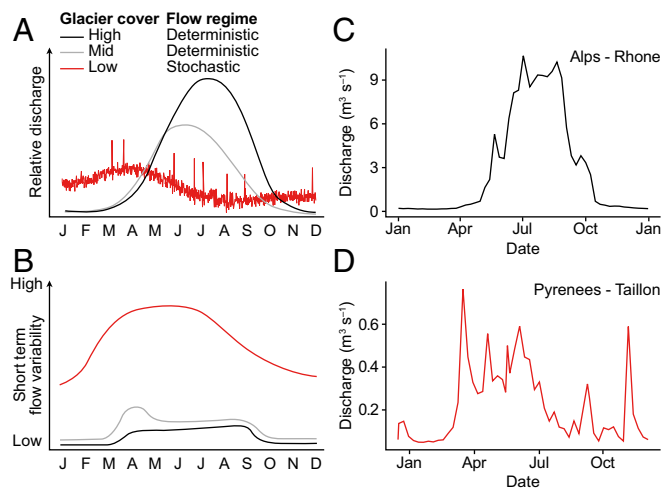 A
Glacier cover Flow regime
High Deterministic
Mid Deterministic
Low Stochastic
Relative discharge
J F M A M J J A S O N D
B
High
Short term
flow variability
Low
J F M A M J J A S O N D
C
Alps - Rhone
Discharge (m³ s⁻¹)
9
6
3
0
Jan Apr Jul Oct Jan
Date
D
Pyrenees - Taillon
Discharge (m³ s⁻¹)
0.6
0.4
0.2
Jan Apr Jul Oct
Date